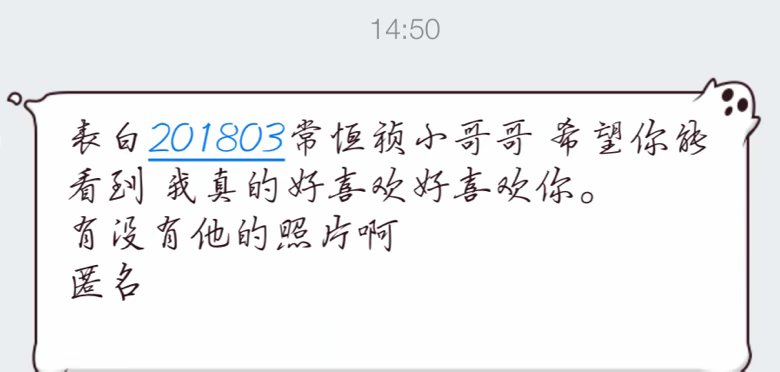 14:50
表白201803常恒祯小哥哥 希望你能
看到 我真的好喜欢好喜欢你。
有没有他的照片啊
匿名